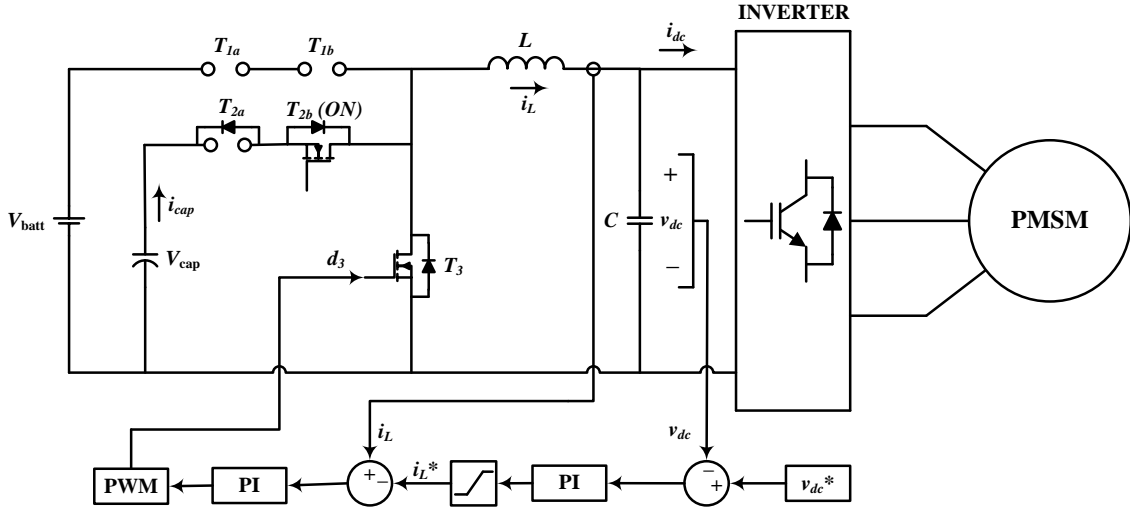 INVERTER
T1a
T1b
L
idc
iL
T2a
T2b (ON)
icap
Vbatt
Vcap
C
+
vdc
−
PMSM
d3
T3
iL
vdc
PWM
PI
+
−
iL*
PI
−
+
vdc*